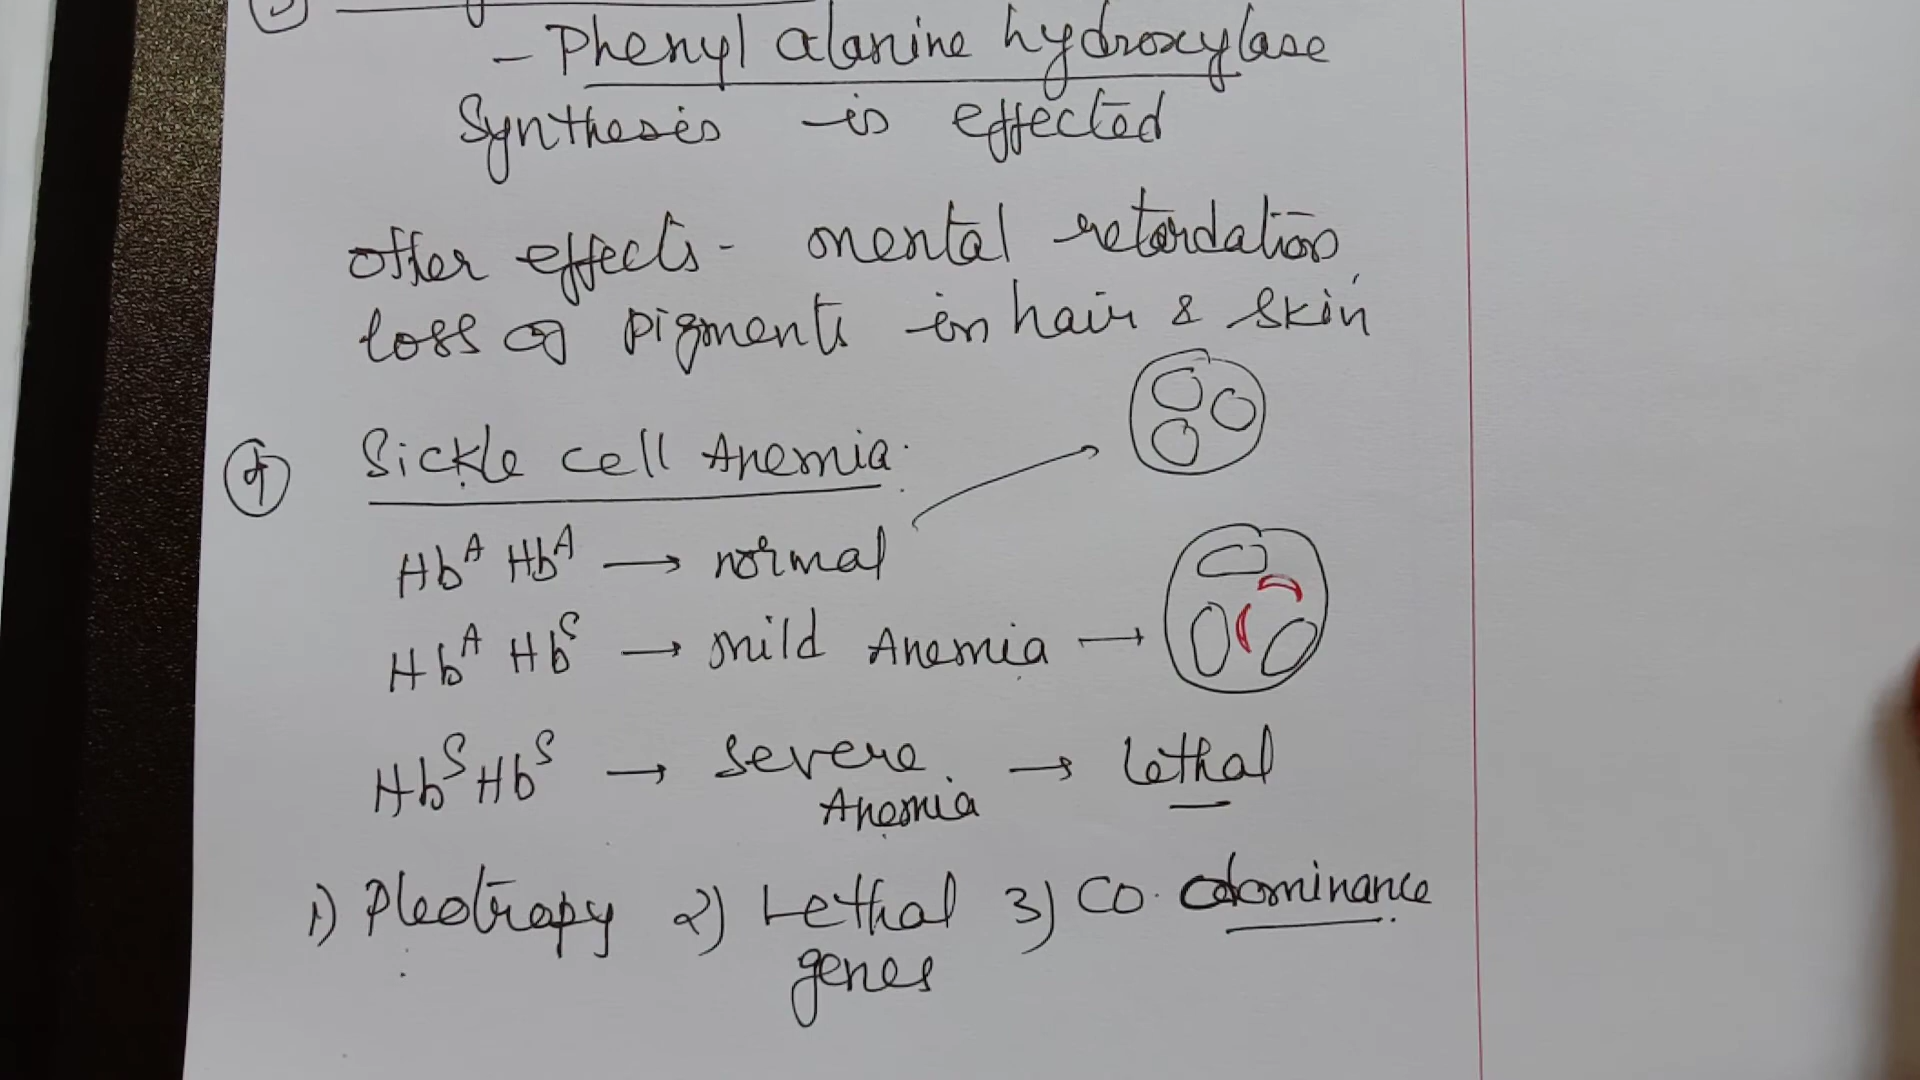 - Phenyl alanine hydroxylase
Synthesis is effected
offer effects - mental retardation,
loss of pigments in hair & skin
④ Sickle cell Anemia.
Hb^A Hb^A → normal
Hb^A Hb^S → mild Anemia →
Hb^S Hb^S → severe → lethal
Anemia
1) Pleotropy 2) Lethal 3) CO. dominance
genes